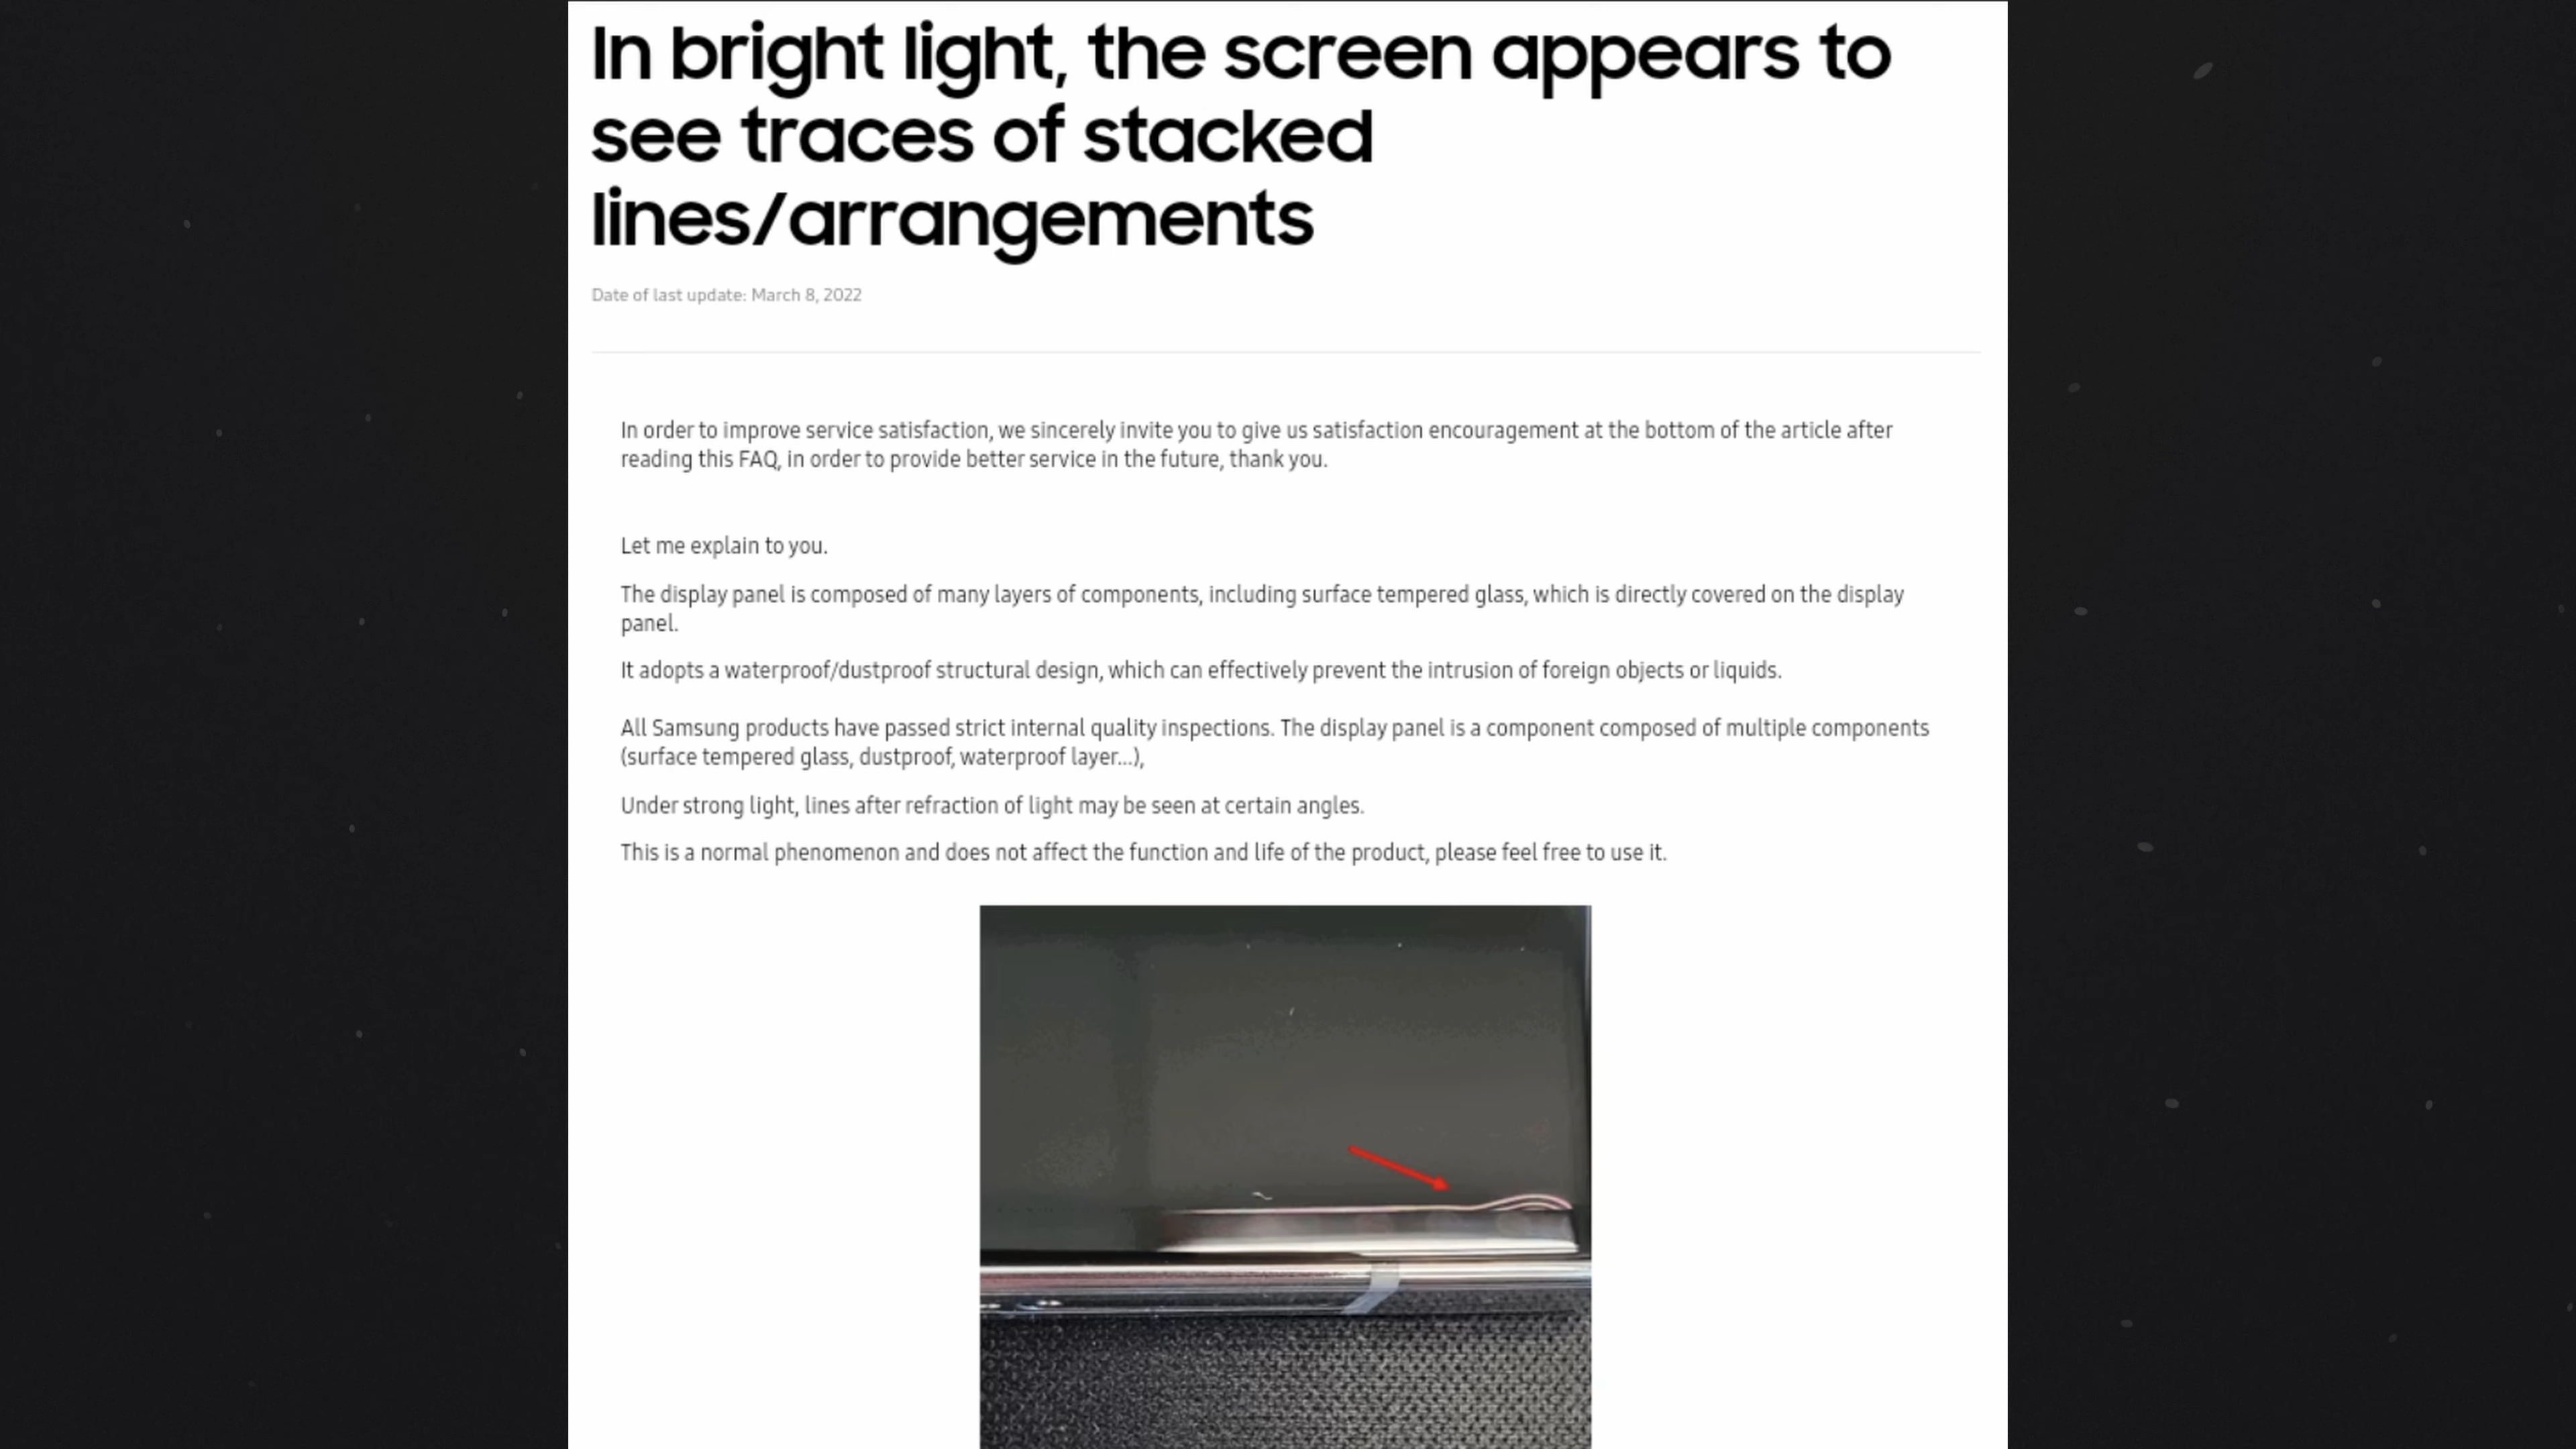 In bright light, the screen appears to
see traces of stacked
lines/arrangements
Date of last update: March 8, 2022
In order to improve service satisfaction, we sincerely invite you to give us satisfaction encouragement at the bottom of the article after
reading this FAQ, in order to provide better service in the future, thank you.
Let me explain to you.
The display panel is composed of many layers of components, including surface tempered glass, which is directly covered on the display
panel.
It adopts a waterproof/dustproof structural design, which can effectively prevent the intrusion of foreign objects or liquids.
All Samsung products have passed strict internal quality inspections. The display panel is a component composed of multiple components
(surface tempered glass, dustproof, waterproof layer...),
Under strong light, lines after refraction of light may be seen at certain angles.
This is a normal phenomenon and does not affect the function and life of the product, please feel free to use it.